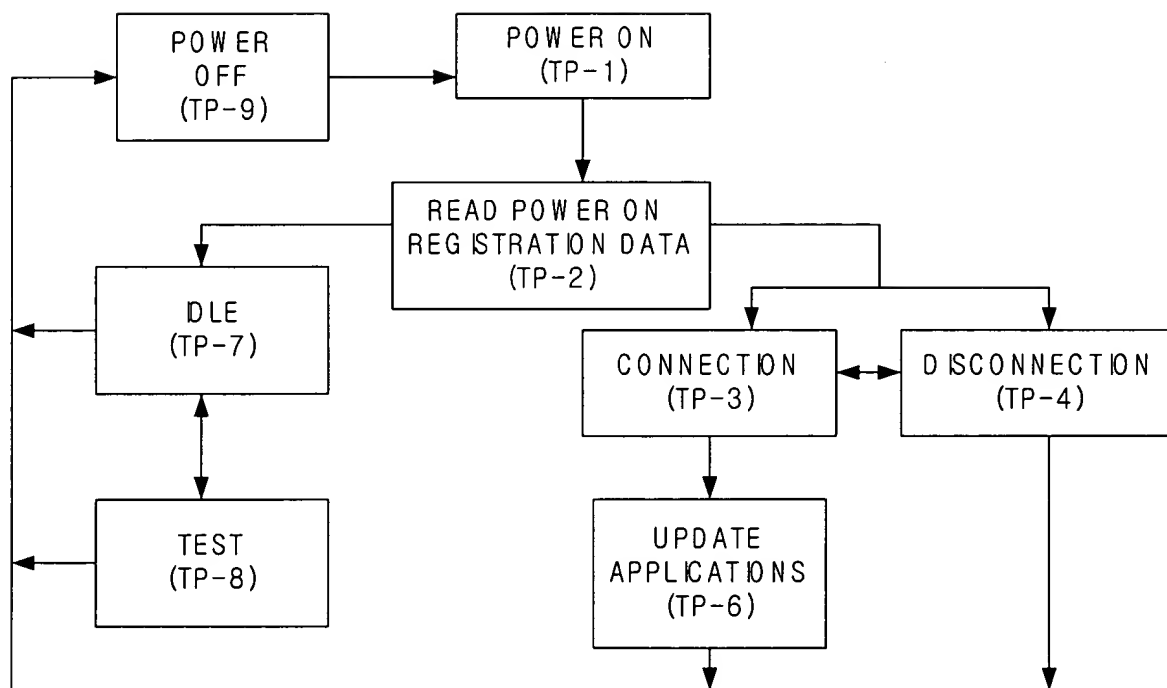 POWER
OFF
(TP-9)
POWER ON
(TP-1)
READ POWER ON
REGISTRATION DATA
(TP-2)
IDLE
(TP-7)
CONNECTION
(TP-3)
DISCONNECTION
(TP-4)
TEST
(TP-8)
UPDATE
APPLICATIONS
(TP-6)